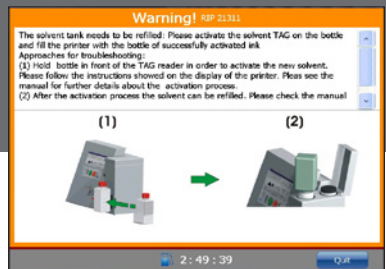 Warning! RIP 21311
The solvent tank needs to be refilled: Please activate the solvent TAG on the bottle
and fill the printer with the bottle of successfully activated ink
Approaches for troubleshooting:
(1) Hold bottle in front of the TAG reader in order to activate the new solvent.
Please follow the instructions showed on the display of the printer. Pleas see the
manual for further details about the activation process.
(2) After the activation process the solvent can be refilled. Please check the manual
(1) (2)
2 : 49 : 39
Quit